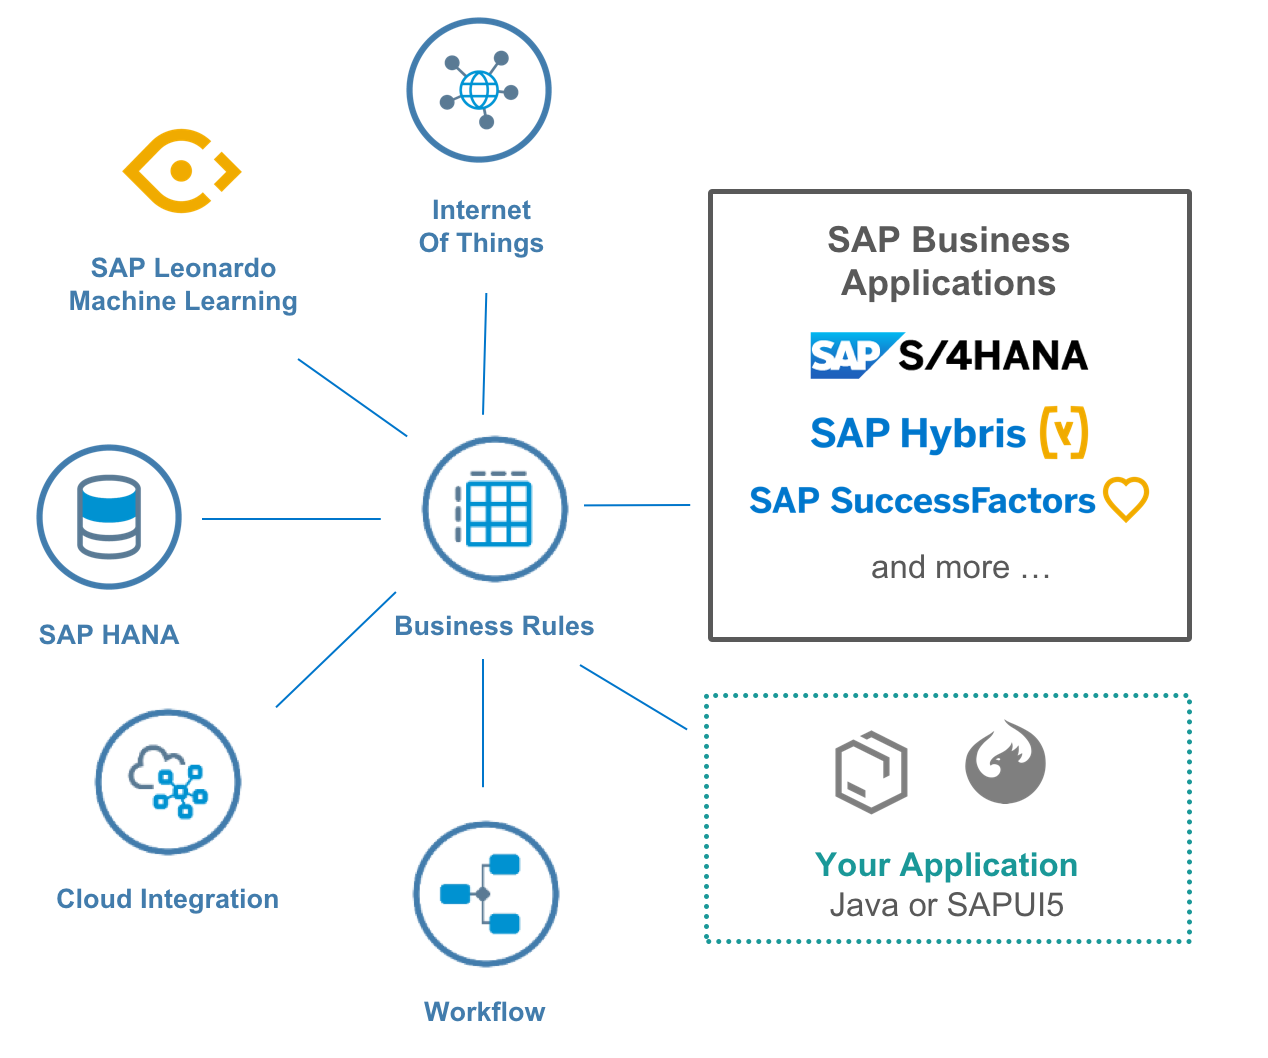 Internet
Of Things
SAP Leonardo
Machine Learning
SAP Business
Applications
SAP S/4HANA
SAP Hybris
SAP SuccessFactors
and more …
Business Rules
SAP HANA
Cloud Integration
Your Application
Java or SAPUI5
Workflow